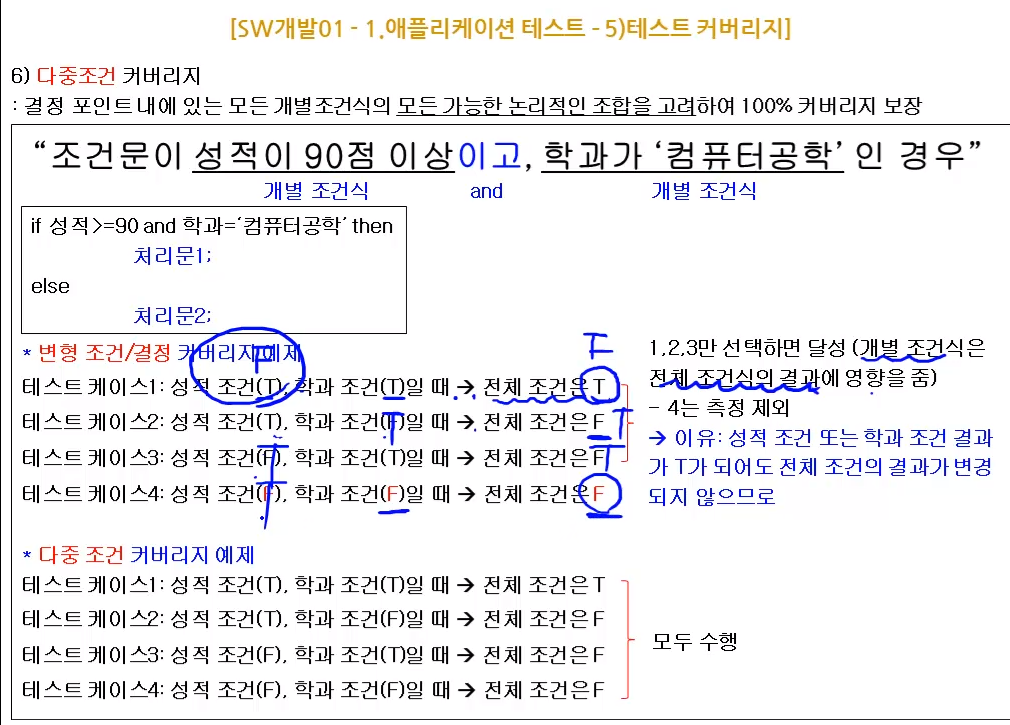 [SW개발01 - 1.애플리케이션 테스트 - 5)테스트 커버리지]
6) 다중조건 커버리지
: 결정 포인트 내에 있는 모든 개별조건식의 모든 가능한 논리적인 조합을 고려하여 100% 커버리지 보장
“조건문이 성적이 90점 이상이고, 학과가 ‘컴퓨터공학’ 인 경우”
개별 조건식 and 개별 조건식
if 성적>=90 and 학과=‘컴퓨터공학’ then
처리문1;
else
처리문2;
* 변형 조건/결정 커버리지 예제
F
F
테스트 케이스1: 성적 조건(T), 학과 조건(T)일 때 → 전체 조건은 T
테스트 케이스2: 성적 조건(T), 학과 조건(F)일 때 → 전체 조건은 F
T
T
테스트 케이스3: 성적 조건(F), 학과 조건(T)일 때 → 전체 조건은 F
T
T
테스트 케이스4: 성적 조건(F), 학과 조건(F)일 때 → 전체 조건은 F
1,2,3만 선택하면 달성 (개별 조건식은
전체 조건식의 결과에 영향을 줌)
- 4는 측정 제외
→ 이유: 성적 조건 또는 학과 조건 결과
가 T가 되어도 전체 조건의 결과가 변경
되지 않으므로
* 다중 조건 커버리지 예제
테스트 케이스1: 성적 조건(T), 학과 조건(T)일 때 → 전체 조건은 T
테스트 케이스2: 성적 조건(T), 학과 조건(F)일 때 → 전체 조건은 F
테스트 케이스3: 성적 조건(F), 학과 조건(T)일 때 → 전체 조건은 F
테스트 케이스4: 성적 조건(F), 학과 조건(F)일 때 → 전체 조건은 F
모두 수행